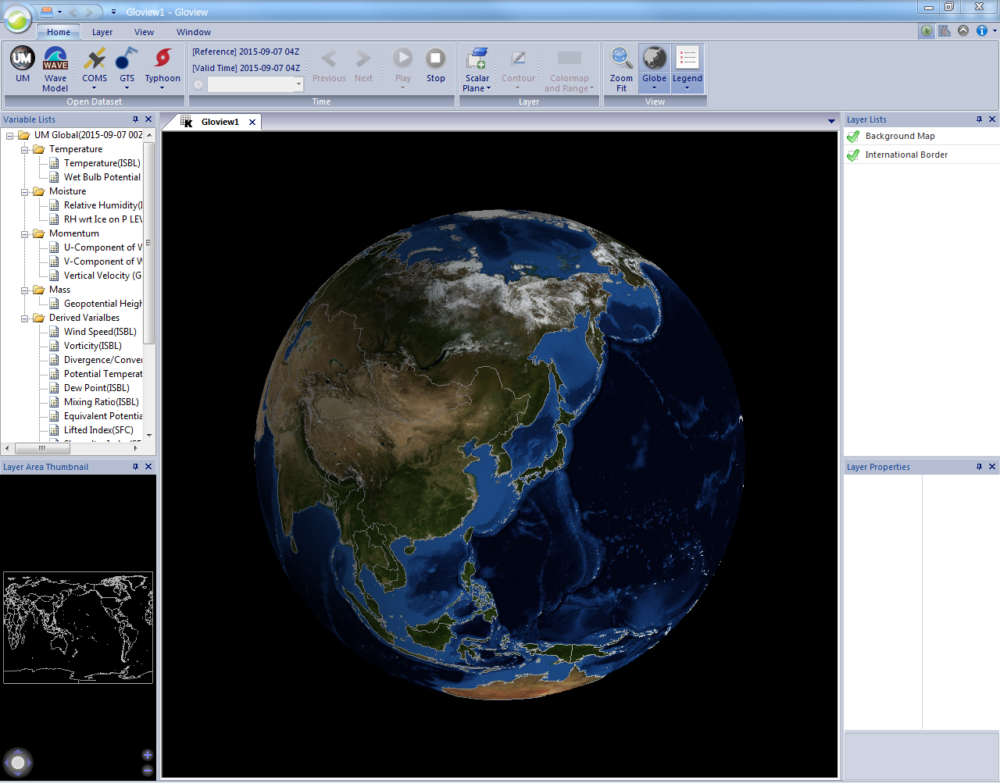 Gloview1 - Gloview
Home Layer View Window
[Reference] 2015-09-07 04Z
[Valid Time] 2015-09-07 04Z
UM Wave Model COMS GTS Typhoon
Previous Next Play Stop
Scalar Plane Contour Colormap and Range
Zoom Fit Globe Legend
Open Dataset Time Layer View
Variable Lists
UM Global(2015-09-07 00Z
Temperature
Temperature(ISBL)
Wet Bulb Potential
Moisture
Relative Humidity(I
RH wrt Ice on P LEV
Momentum
U-Component of W
V-Component of W
Vertical Velocity (G
Mass
Geopotential Heigh
Derived Varialbes
Wind Speed(ISBL)
Vorticity(ISBL)
Divergence/Conver
Potential Temperat
Dew Point(ISBL)
Mixing Ratio(ISBL)
Equivalent Potentia
Lifted Index(SFC)
Layer Area Thumbnail
Gloview1
Layer Lists
Background Map
International Border
Layer Properties